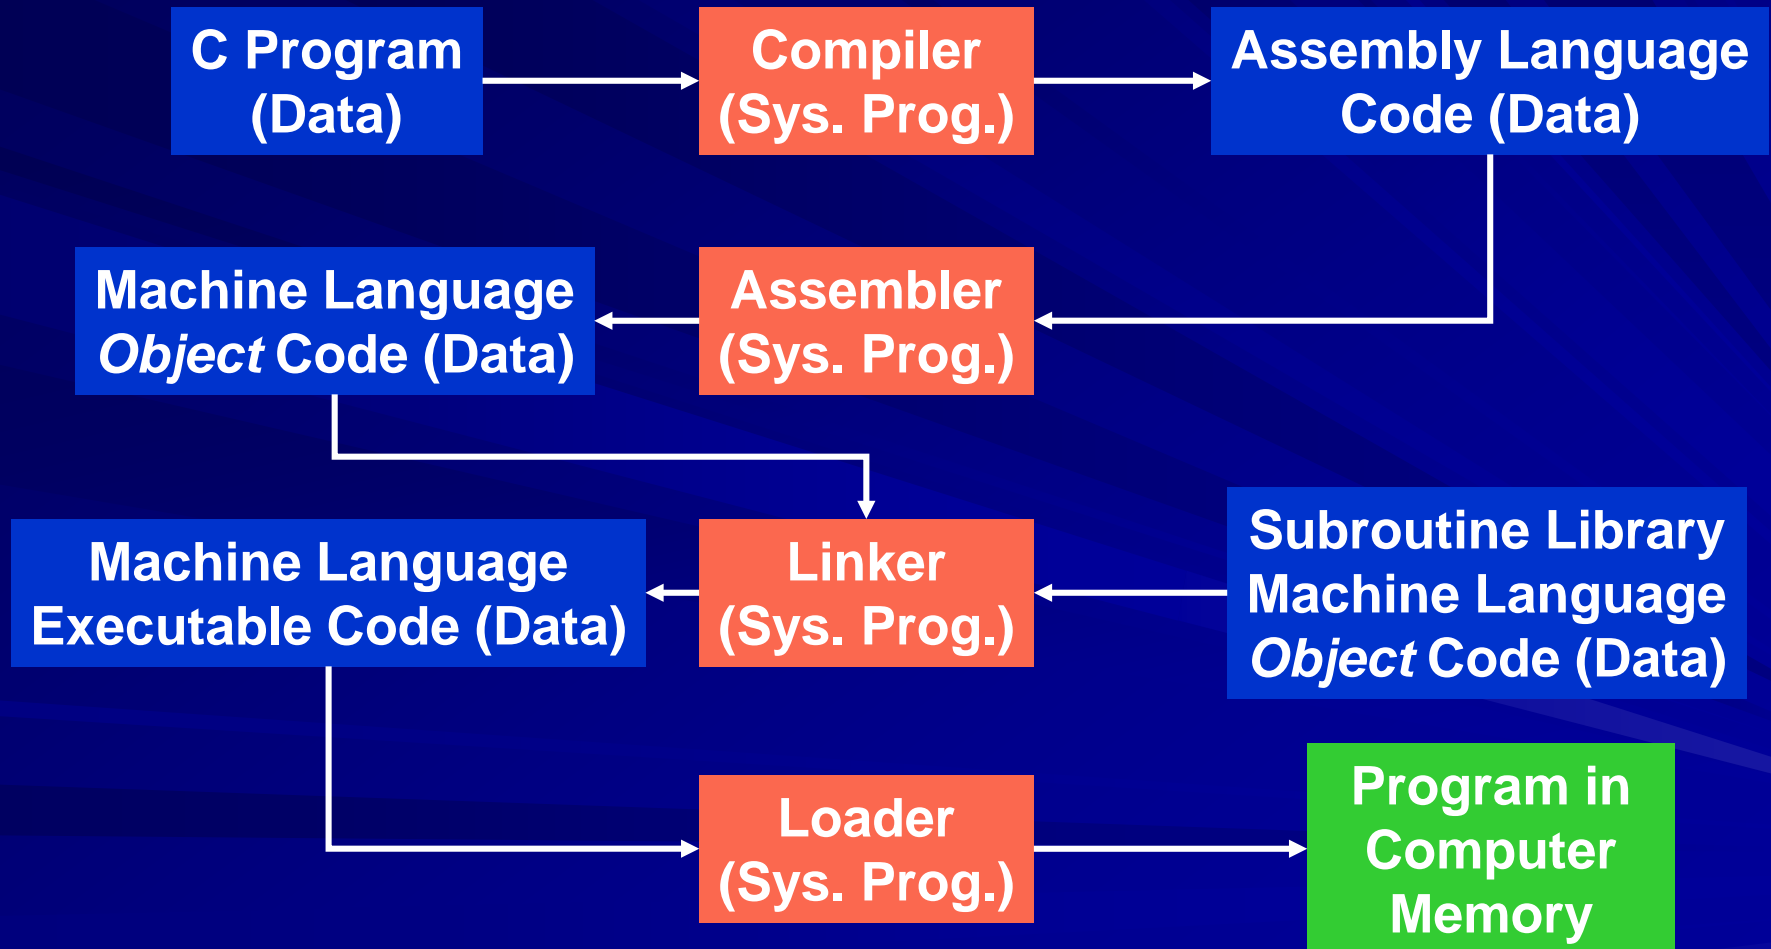 C Program
(Data)
Compiler
(Sys. Prog.)
Assembly Language
Code (Data)
Machine Language
Object Code (Data)
Assembler
(Sys. Prog.)
Machine Language
Executable Code (Data)
Linker
(Sys. Prog.)
Subroutine Library
Machine Language
Object Code (Data)
Loader
(Sys. Prog.)
Program in
Computer
Memory